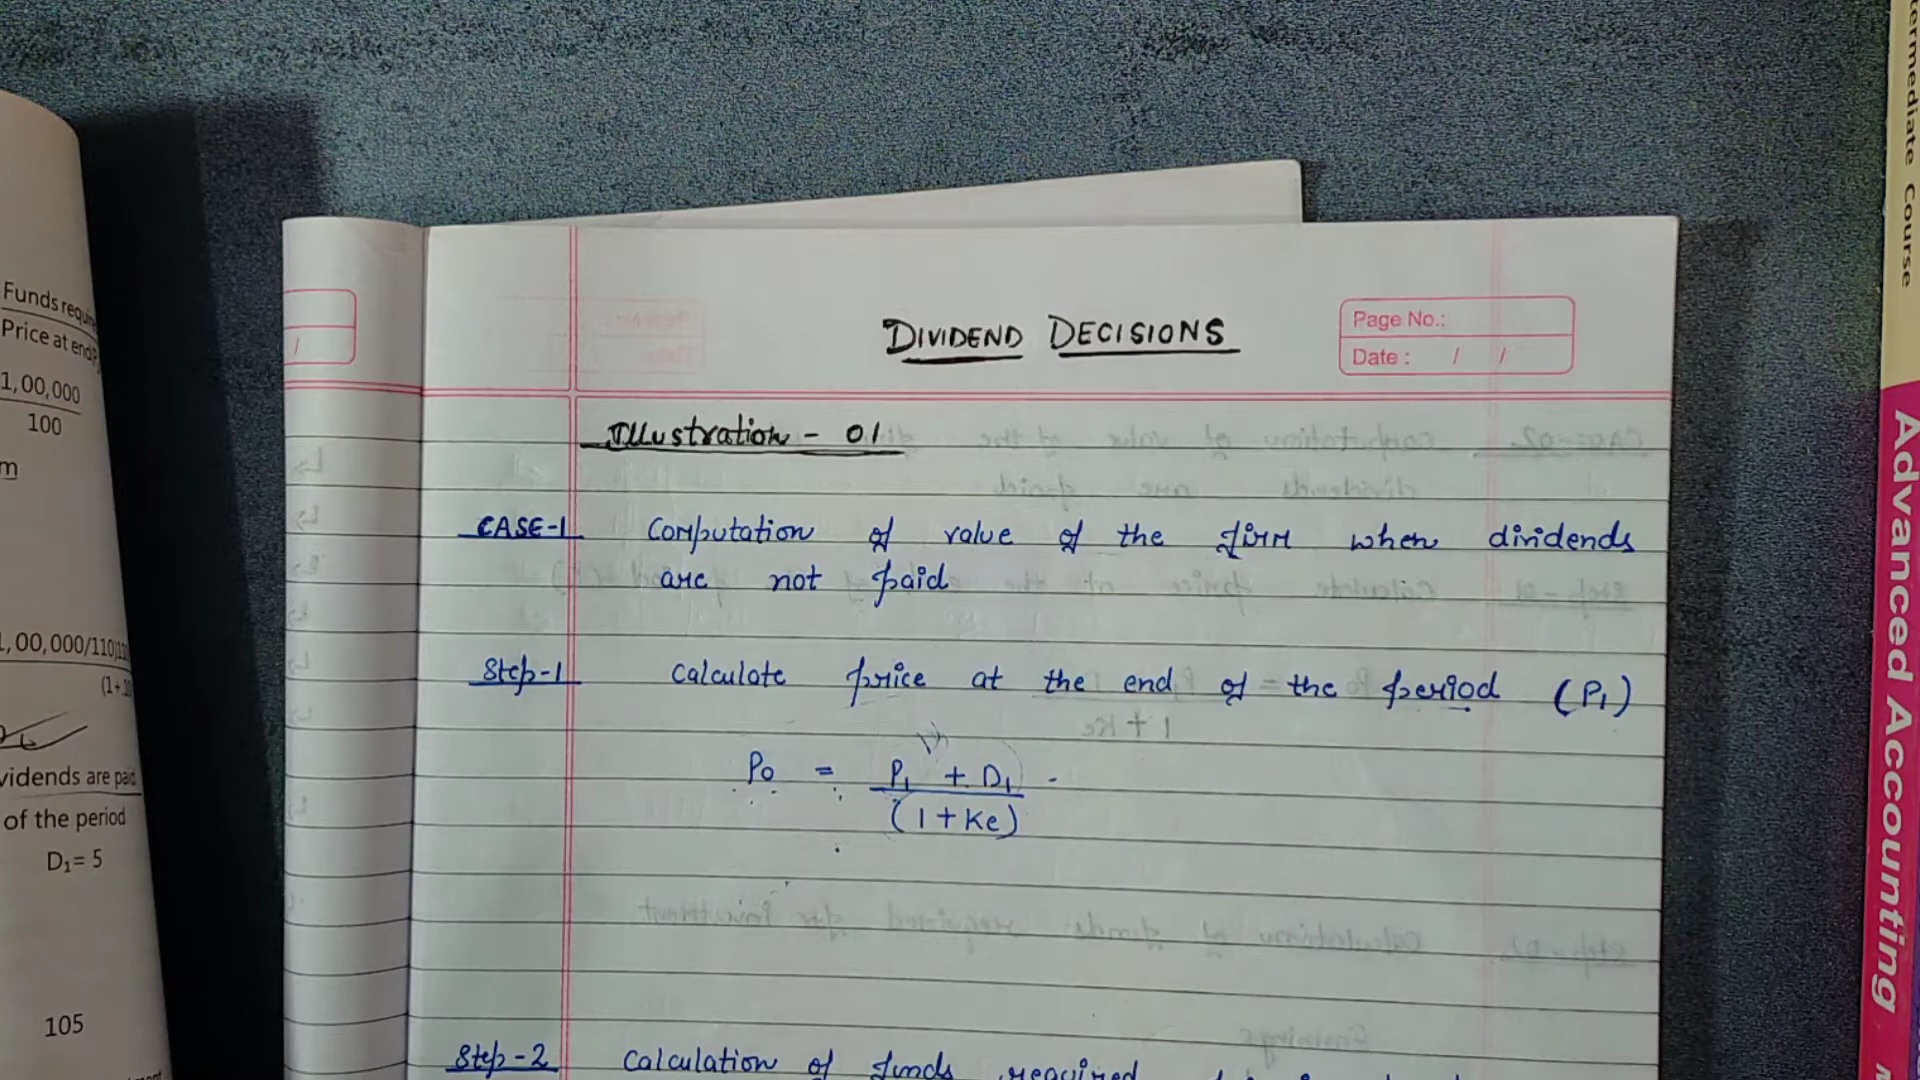 Funds
Price at end
1,00,000
100
1,00,000/110
(1+
dividends are paid
of the period
D₁= 5
105
DIVIDEND DECISIONS
Page No.:
Date : / /
Illustration - 01
CASE-1 Computation of value of the firm when dividends
are not paid
Step-1 Calculate price at the end of the period (P₁)
P₀ = P₁ + D₁
(1+Ke)
Step-2 Calculation of funds required
termediate Course
Advanced Accounting